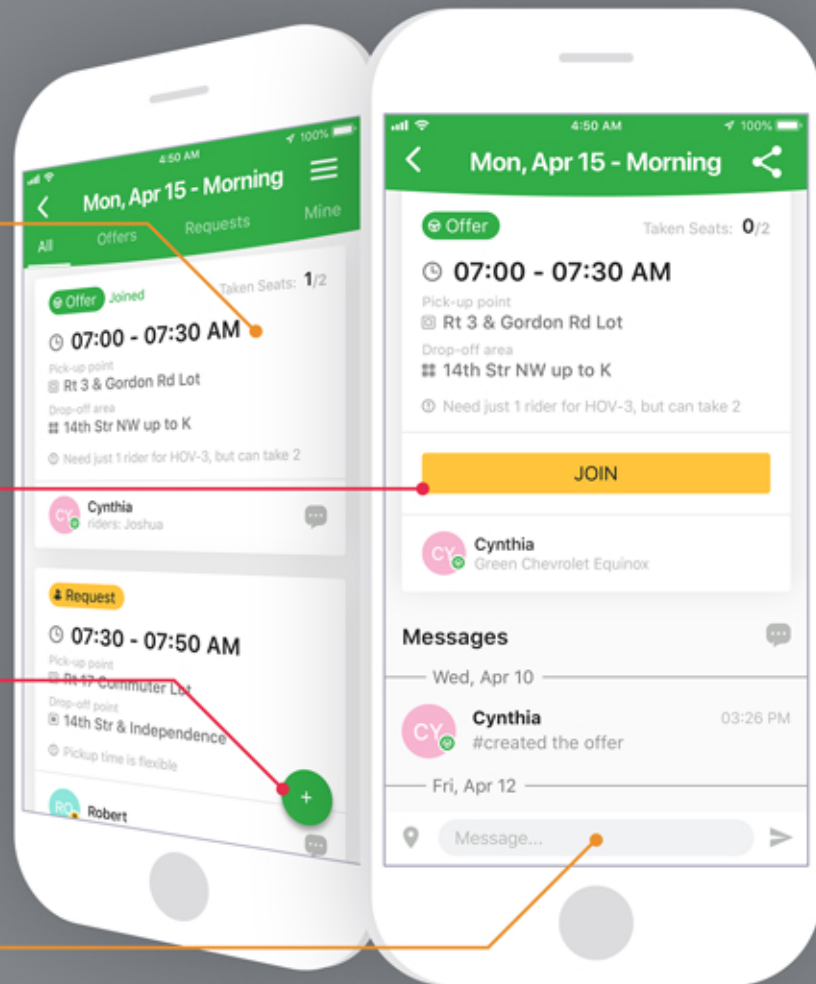 4:50 AM
100%
Mon, Apr 15 - Morning
All
Offers
Requests
Mine
Offer
Joined
Taken Seats: 1/2
07:00 - 07:30 AM
Pick-up point
Rt 3 & Gordon Rd Lot
Drop-off area
14th Str NW up to K
Need just 1 rider for HOV-3, but can take 2
CY
Cynthia
riders: Joshua
Request
07:30 - 07:50 AM
Pick-up point
Rt 17 Commuter Lot
Drop-off point
14th Str & Independence
Pickup time is flexible
RO
Robert
+
4:50 AM
100%
Mon, Apr 15 - Morning
Offer
Taken Seats: 0/2
07:00 - 07:30 AM
Pick-up point
Rt 3 & Gordon Rd Lot
Drop-off area
14th Str NW up to K
Need just 1 rider for HOV-3, but can take 2
JOIN
CY
Cynthia
Green Chevrolet Equinox
Messages
Wed, Apr 10
CY
Cynthia
03:26 PM
#created the offer
Fri, Apr 12
Message...